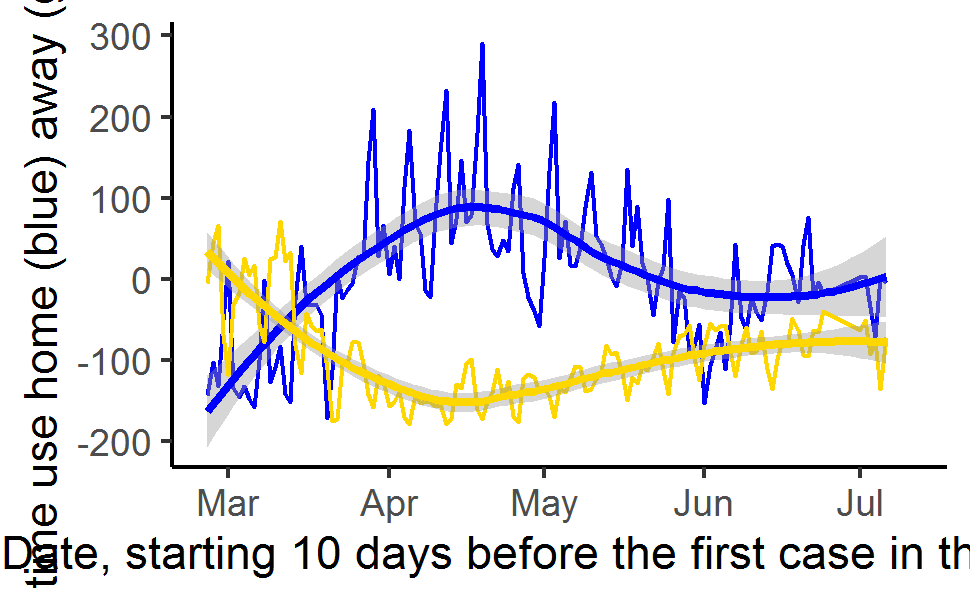 time use home (blue) away (
300
200
100
0
-100
-200
Mar Apr May Jun Jul
Date, starting 10 days before the first case in th